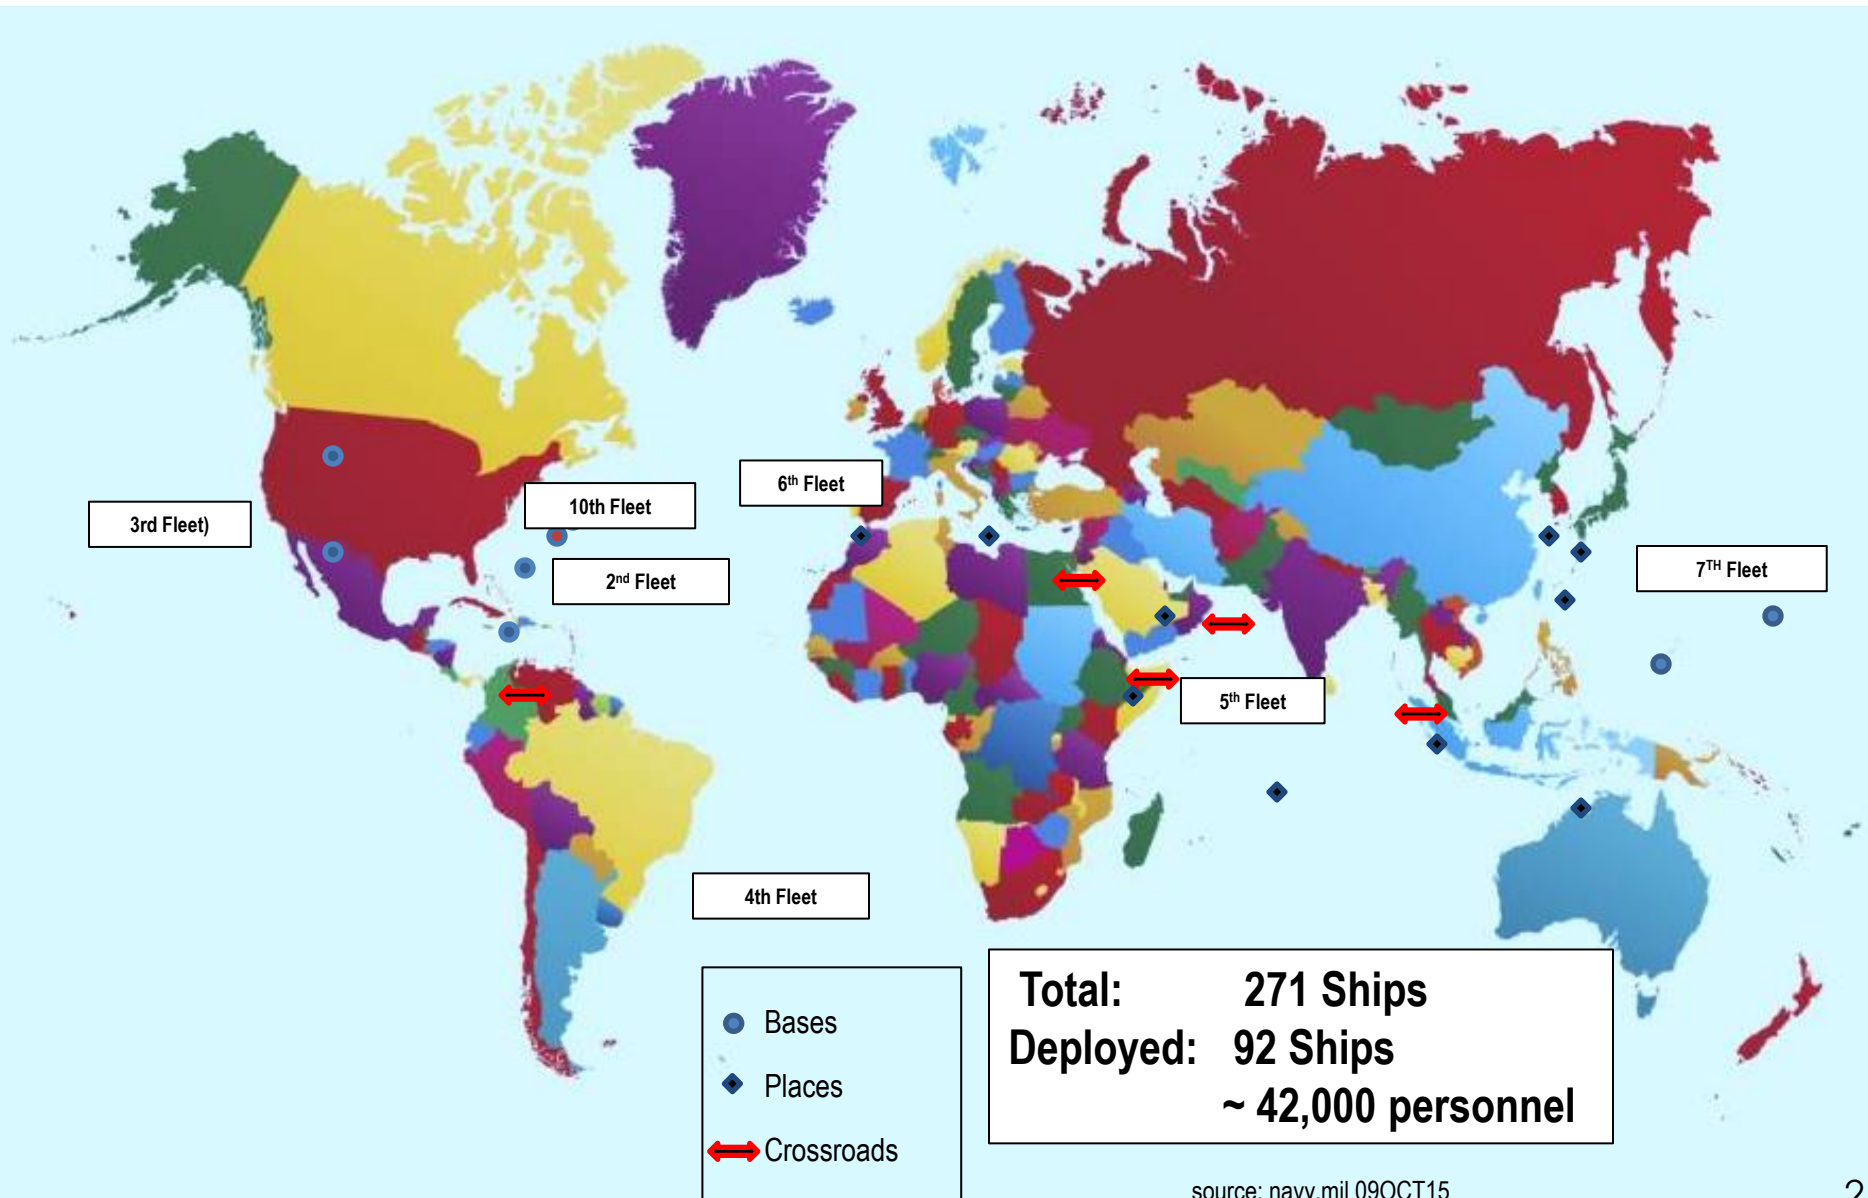 3rd Fleet)
10th Fleet
2nd Fleet
6th Fleet
7TH Fleet
5th Fleet
4th Fleet
Bases
Places
Crossroads
Total: 271 Ships
Deployed: 92 Ships
~ 42,000 personnel
source: navy.mil 09OCT15
2